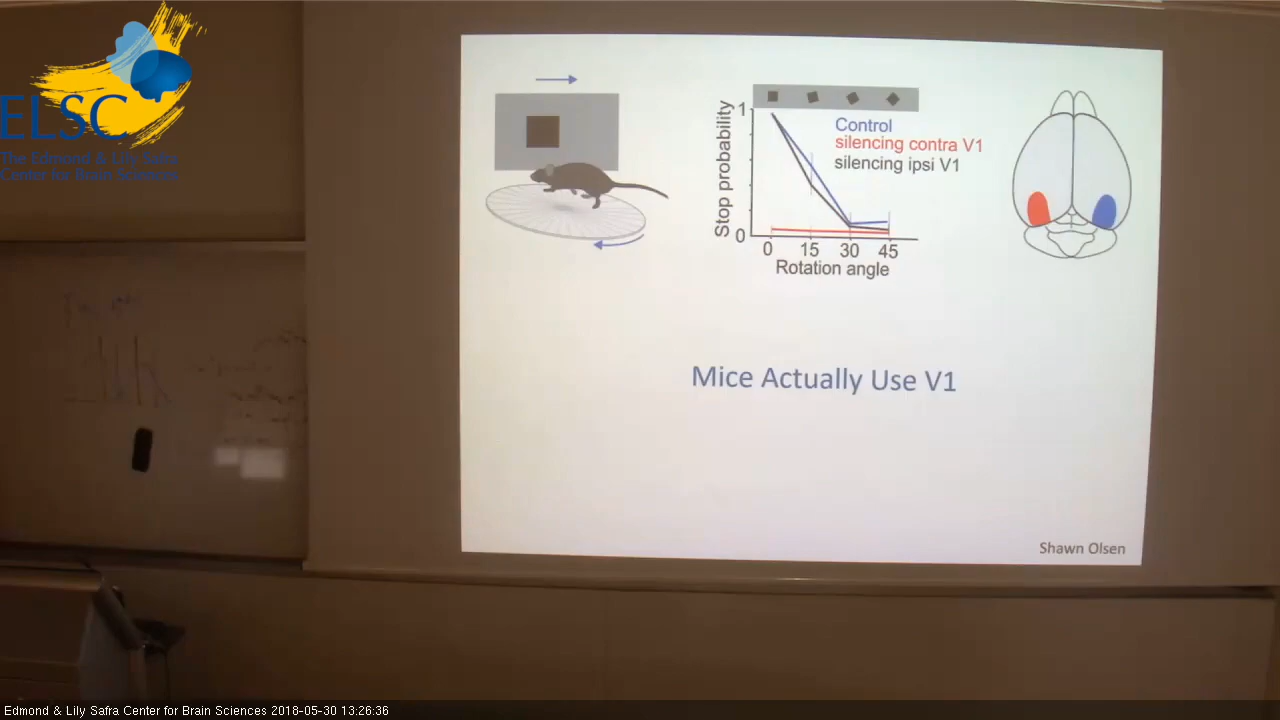 ELSC
The Edmond & Lily Safra
Center for Brain Sciences
Stop probability
1
0
Control
silencing contra V1
silencing ipsi V1
0 15 30 45
Rotation angle
Mice Actually Use V1
Shawn Olsen
Edmond & Lily Safra Center for Brain Sciences 2018-05-30 13:26:36